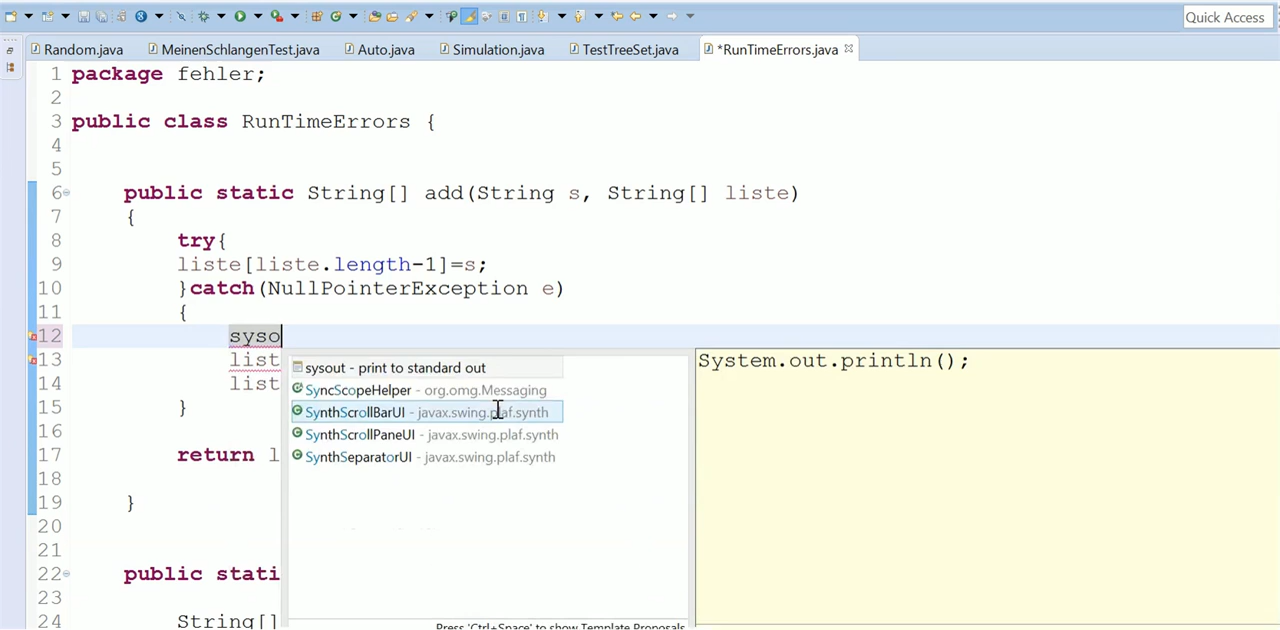 Quick Access
Random.java MeinenSchlangenTest.java Auto.java Simulation.java TestTreeSet.java *RunTimeErrors.java
1 package fehler;
2
3 public class RunTimeErrors {
4
5
6 public static String[] add(String s, String[] liste)
7 {
8 try{
9 liste[liste.length-1]=s;
10 }catch(NullPointerException e)
11 {
12 syso
13 list
14 list
15 }
16
17 return l
18
19 }
20
21
22 public stati
23
24 String[]
sysout - print to standard out
SyncScopeHelper - org.omg.Messaging
SynthScrollBarUI - javax.swing.plaf.synth
SynthScrollPaneUI - javax.swing.plaf.synth
SynthSeparatorUI - javax.swing.plaf.synth
Press 'Ctrl+Space' to show Template Proposals
System.out.println();